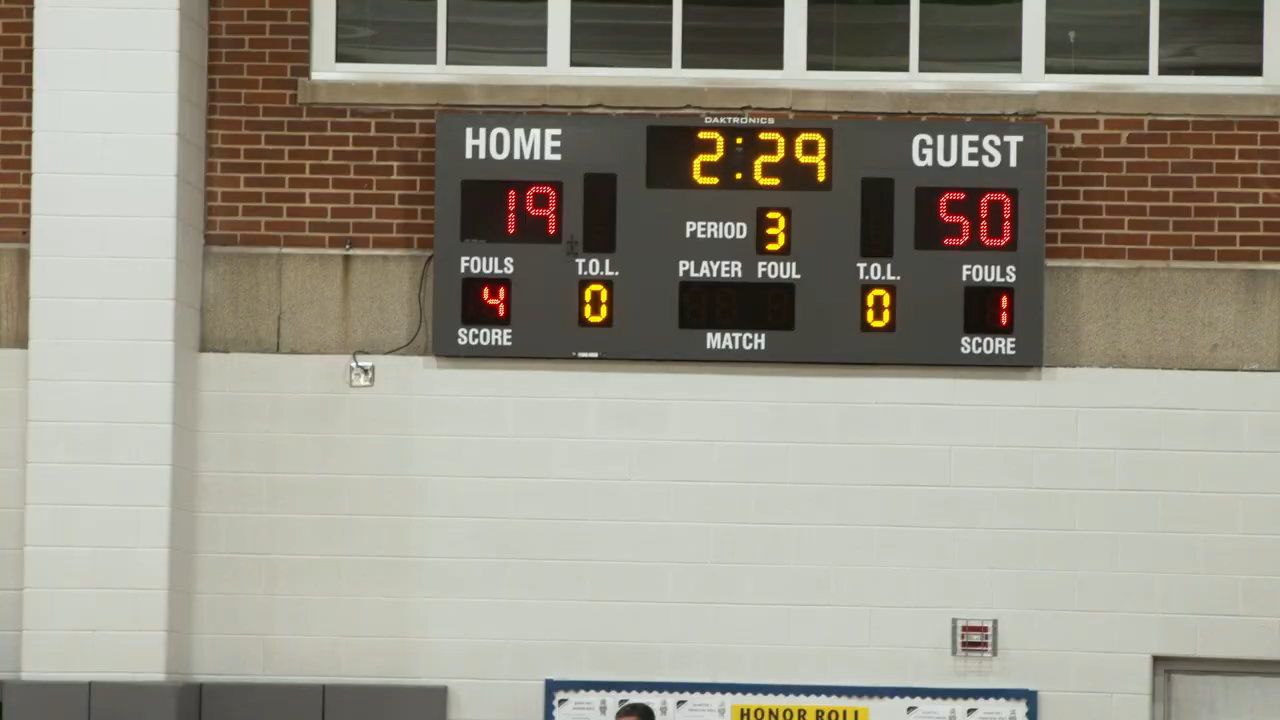 DAKTRONICS
HOME
2:29
GUEST
19
50
PERIOD 3
FOULS
T.O.L.
PLAYER FOUL
T.O.L.
FOULS
4
0
0
1
SCORE
MATCH
SCORE
HONOR ROLL